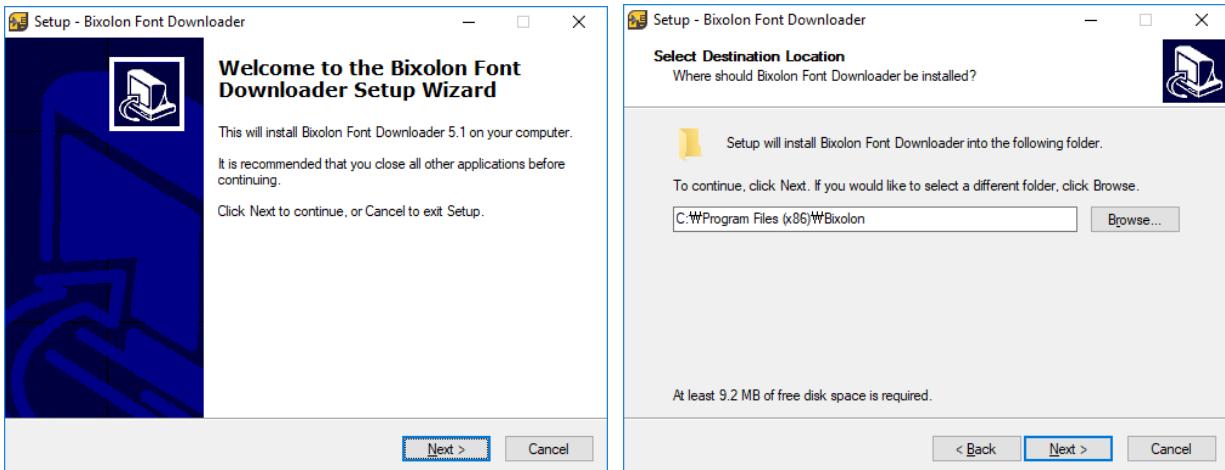 Setup - Bixolon Font Downloader
Welcome to the Bixolon Font
Downloader Setup Wizard
This will install Bixolon Font Downloader 5.1 on your computer.
It is recommended that you close all other applications before
continuing.
Click Next to continue, or Cancel to exit Setup.
Next >
Cancel
Setup - Bixolon Font Downloader
Select Destination Location
Where should Bixolon Font Downloader be installed?
Setup will install Bixolon Font Downloader into the following folder.
To continue, click Next. If you would like to select a different folder, click Browse.
C:₩Program Files (x86)₩Bixolon
Browse...
At least 9.2 MB of free disk space is required.
< Back
Next >
Cancel